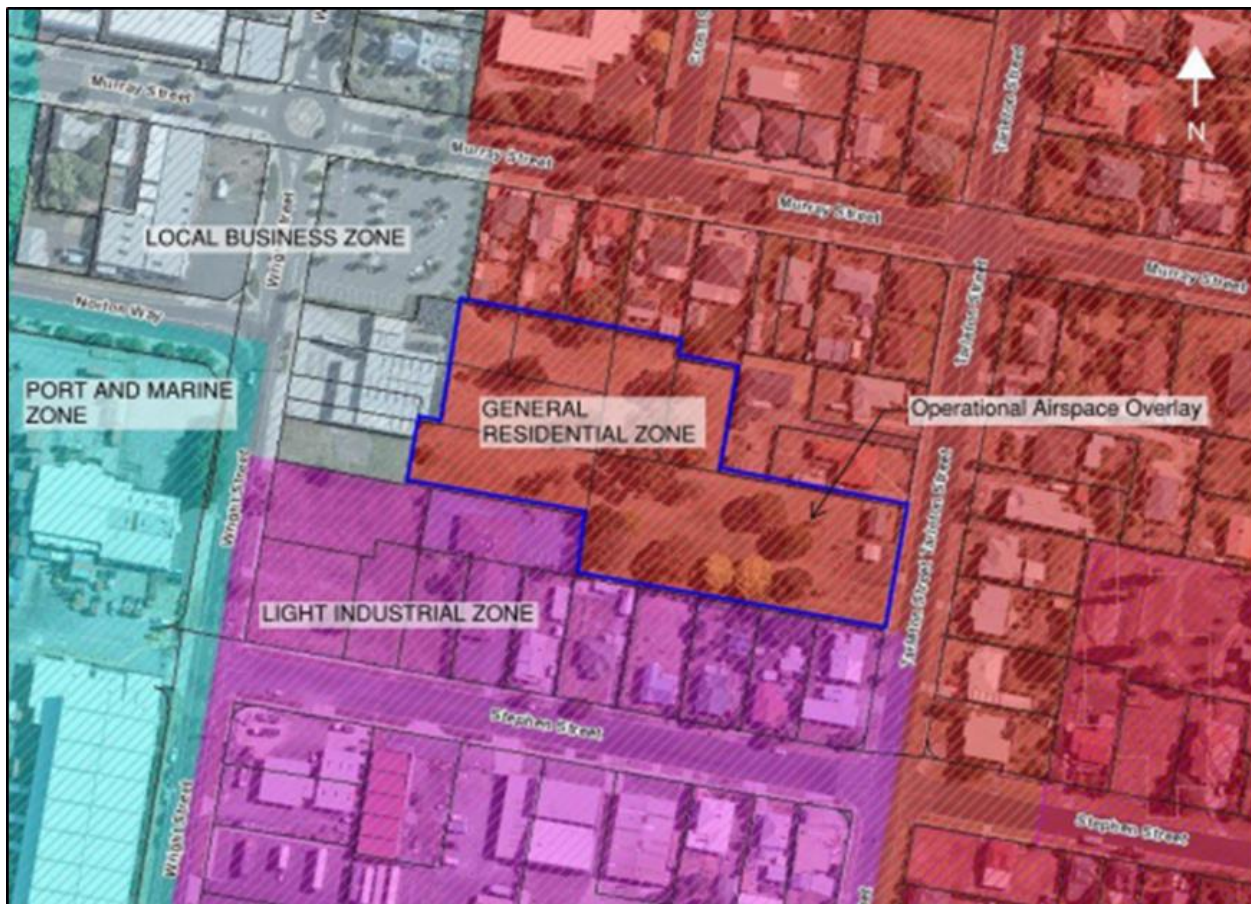 Murray Street
Tarleton Street
N
Murray Street
Murray Street
LOCAL BUSINESS ZONE
Murray Street
Norton Way
Tarleton Street
PORT AND MARINE
ZONE
GENERAL
RESIDENTIAL ZONE
Operational Airspace Overlay
Wright Street
Tarleton Street
Tarleton Street
LIGHT INDUSTRIAL ZONE
Stephen Street
Wright Street
Stephen Street